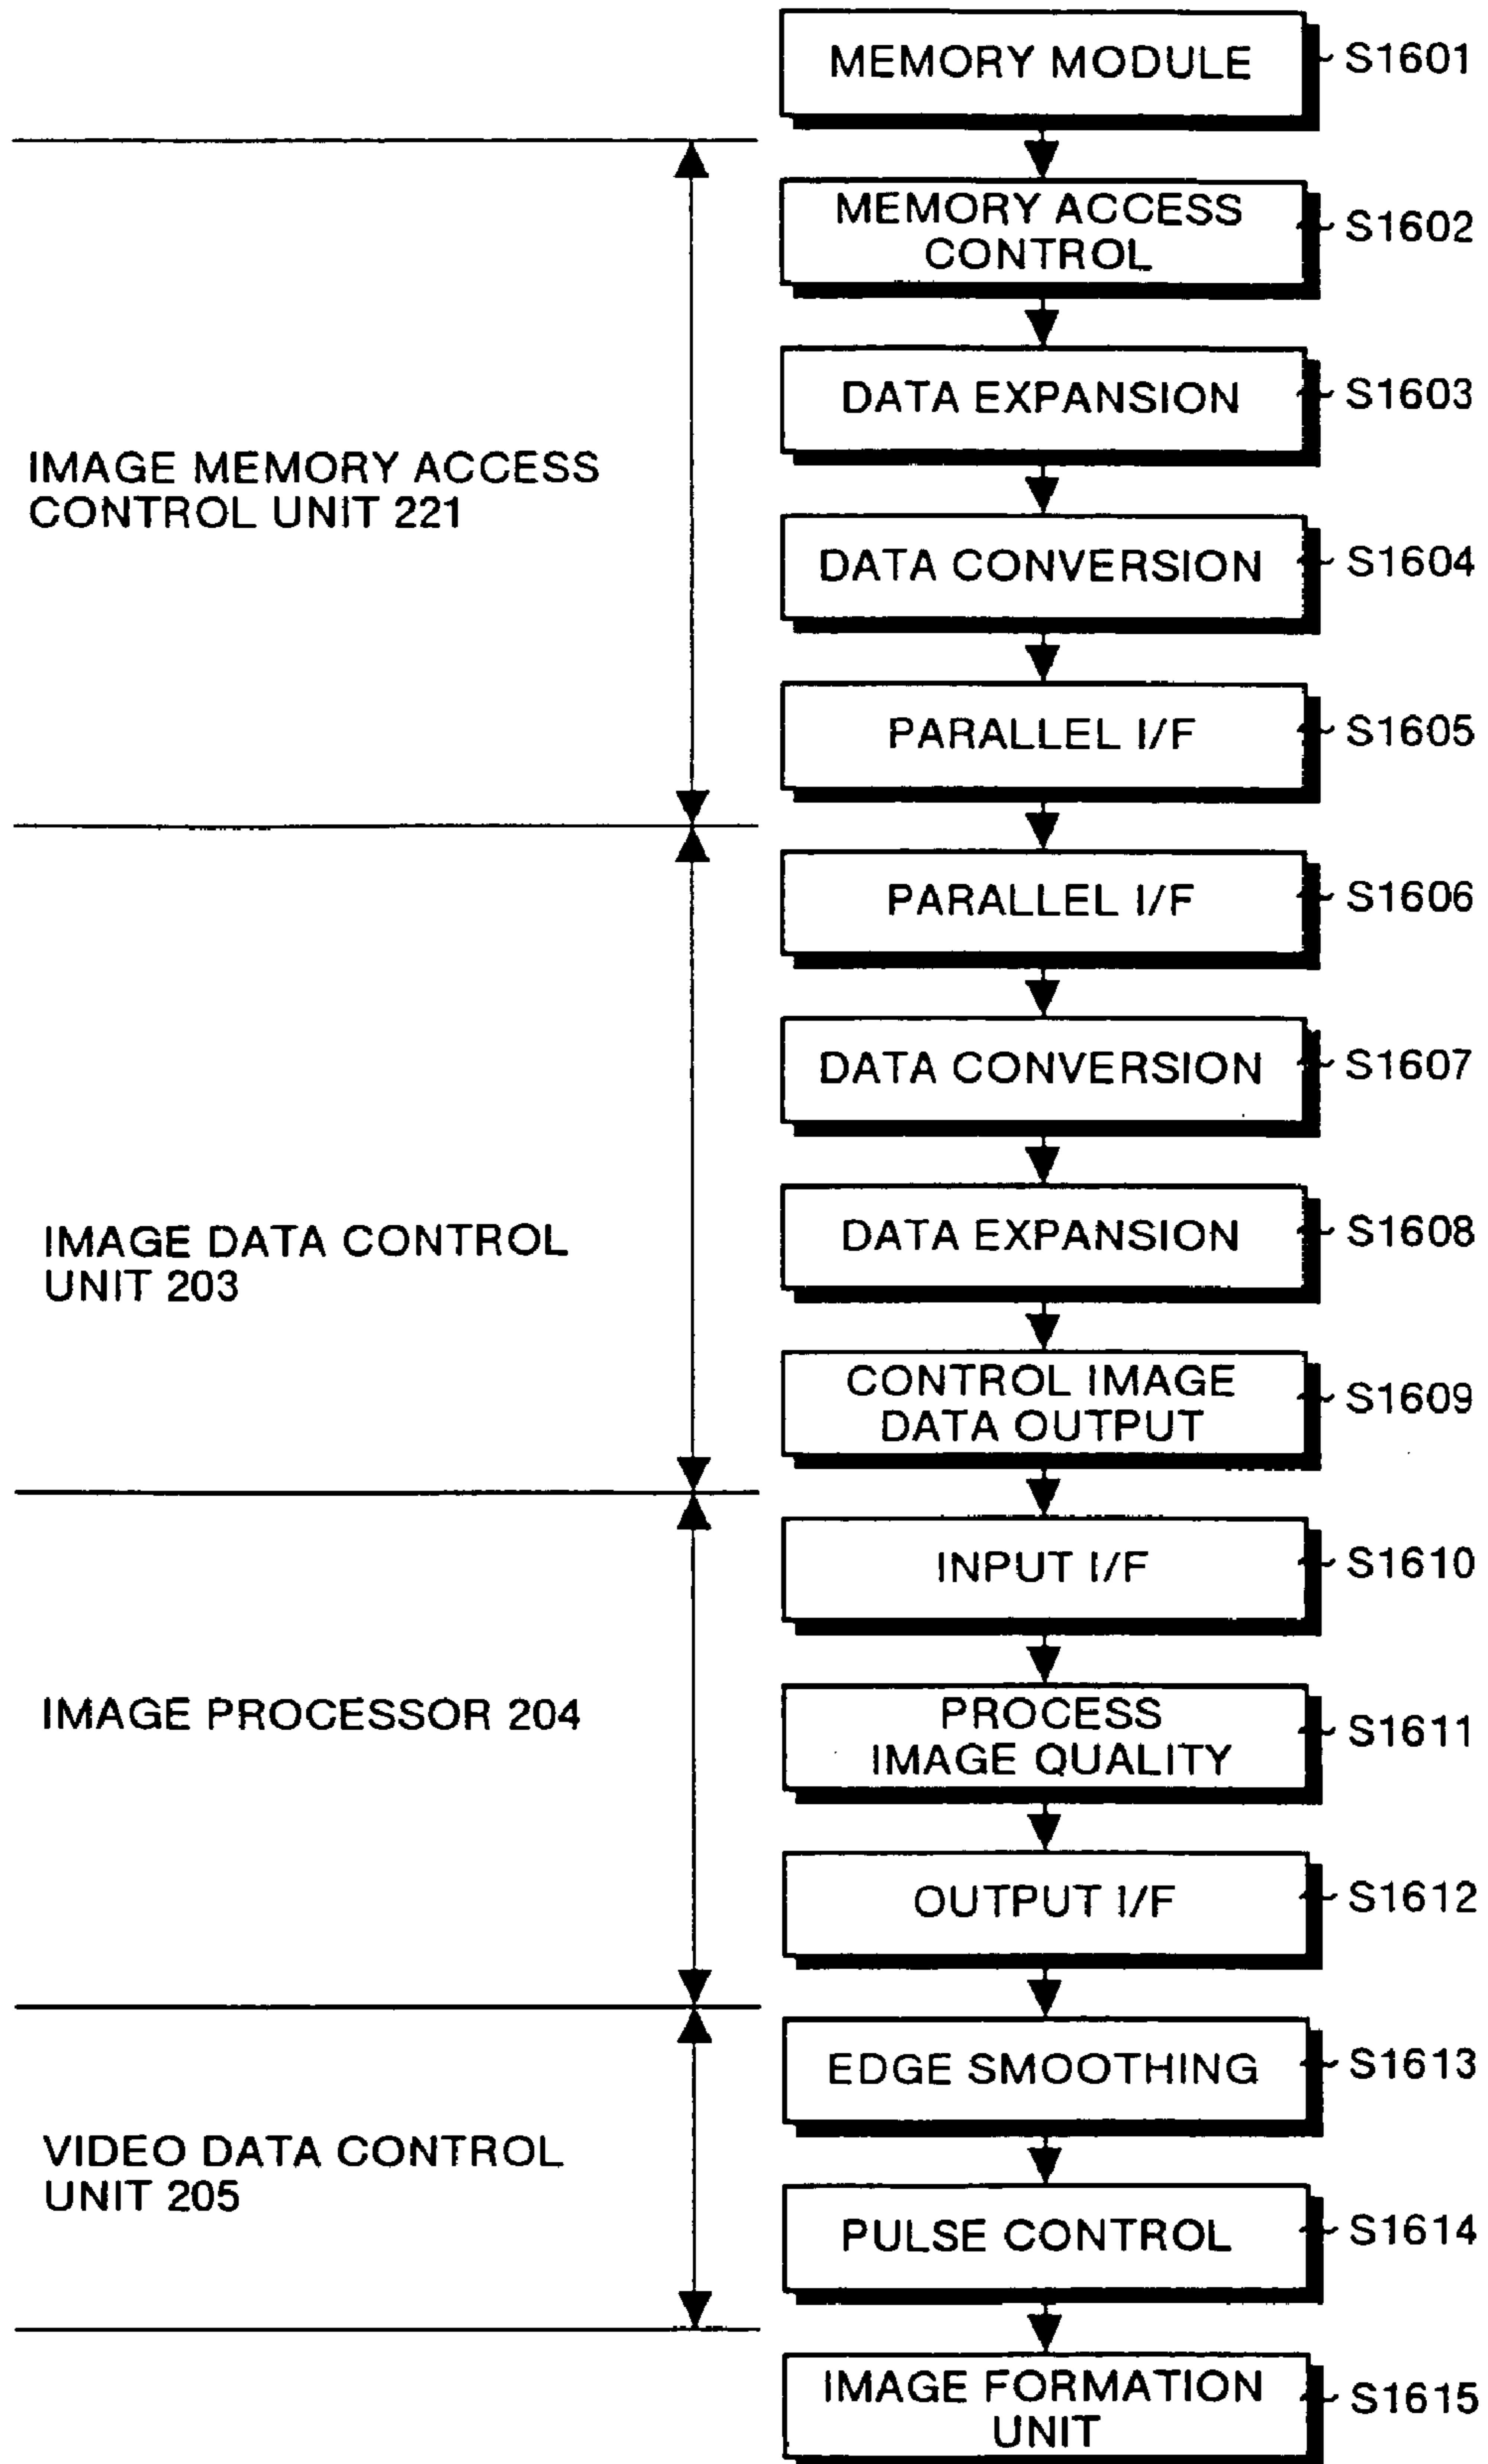 MEMORY MODULE
S1601
MEMORY ACCESS
CONTROL
S1602
DATA EXPANSION
S1603
IMAGE MEMORY ACCESS
CONTROL UNIT 221
DATA CONVERSION
S1604
PARALLEL I/F
S1605
PARALLEL I/F
S1606
DATA CONVERSION
S1607
IMAGE DATA CONTROL
UNIT 203
DATA EXPANSION
S1608
CONTROL IMAGE
DATA OUTPUT
S1609
INPUT I/F
S1610
IMAGE PROCESSOR 204
PROCESS
IMAGE QUALITY
S1611
OUTPUT I/F
S1612
EDGE SMOOTHING
S1613
VIDEO DATA CONTROL
UNIT 205
PULSE CONTROL
S1614
IMAGE FORMATION
UNIT
S1615